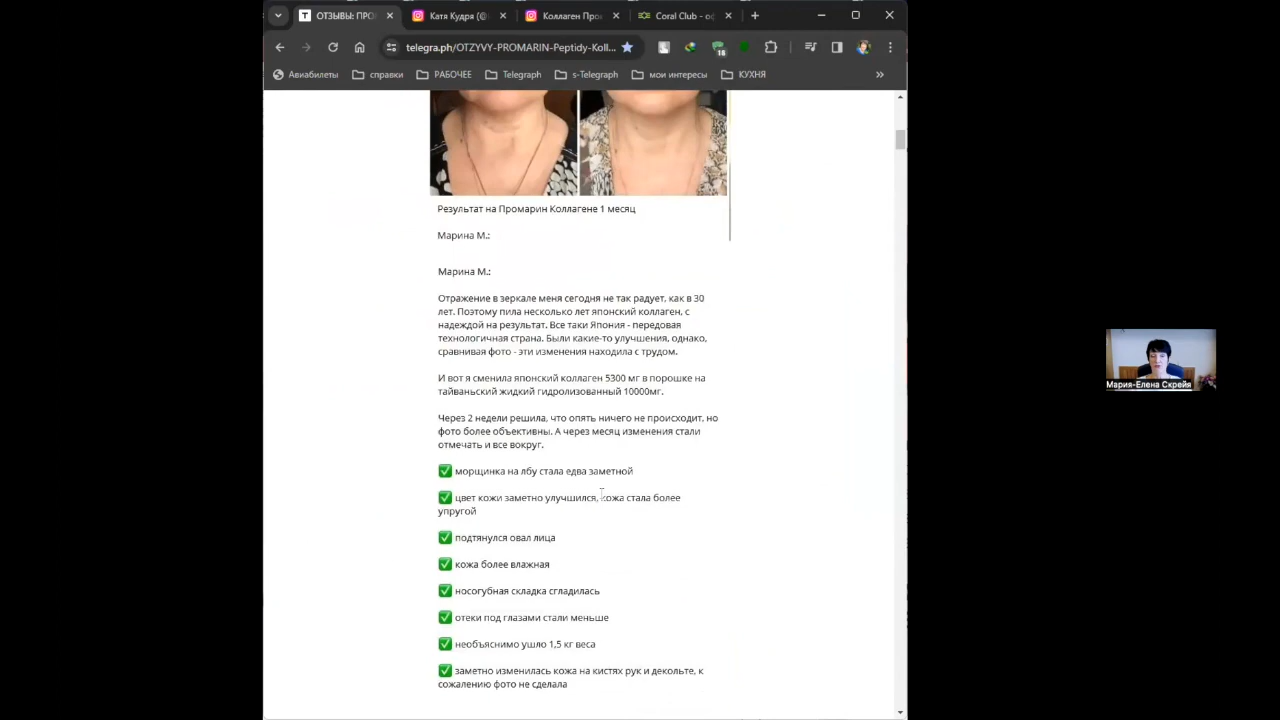 ОТЗЫВЫ: ПРО
Катя Кудря (@
Коллаген Про
Coral Club - оф
telegra.ph/OTZYVY-PROMARIN-Peptidy-Koll...
18
Авиабилеты
справки
РАБОЧЕЕ
Telegraph
s-Telegraph
мои интересы
КУХНЯ
Результат на Промарин Коллагене 1 месяц
Марина М.:
Марина М.:
Отражение в зеркале меня сегодня не так радует, как в 30
лет. Поэтому пила несколько лет японский коллаген, с
надеждой на результат. Все таки Япония - передовая
технологичная страна. Были какие-то улучшения, однако,
сравнивая фото - эти изменения находила с трудом.
И вот я сменила японский коллаген 5300 мг в порошке на
тайваньский жидкий гидролизованный 10000мг.
Через 2 недели решила, что опять ничего не происходит, но
фото более объективны. А через месяц изменения стали
отмечать и все вокруг.
✅ морщинка на лбу стала едва заметной
✅ цвет кожи заметно улучшился, кожа стала более
упругой
✅ подтянулся овал лица
✅ кожа более влажная
✅ носогубная складка сгладилась
✅ отеки под глазами стали меньше
✅ необъяснимо ушло 1,5 кг веса
✅ заметно изменилась кожа на кистях рук и декольте, к
сожалению фото не сделала
Мария-Елена Скрейя